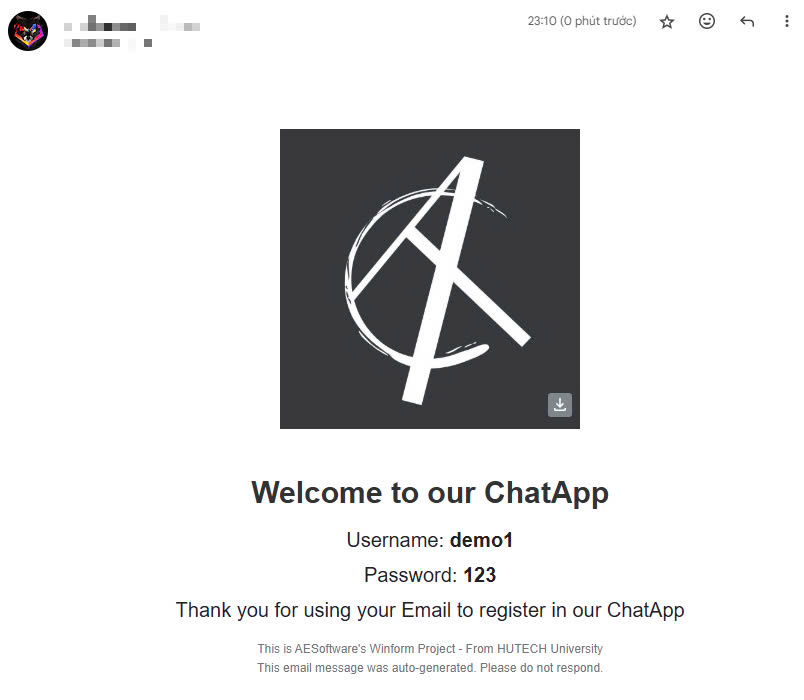 23:10 (0 phút trước)
Welcome to our ChatApp
Username: demo1
Password: 123
Thank you for using your Email to register in our ChatApp
This is AESoftware's Winform Project - From HUTECH University
This email message was auto-generated. Please do not respond.